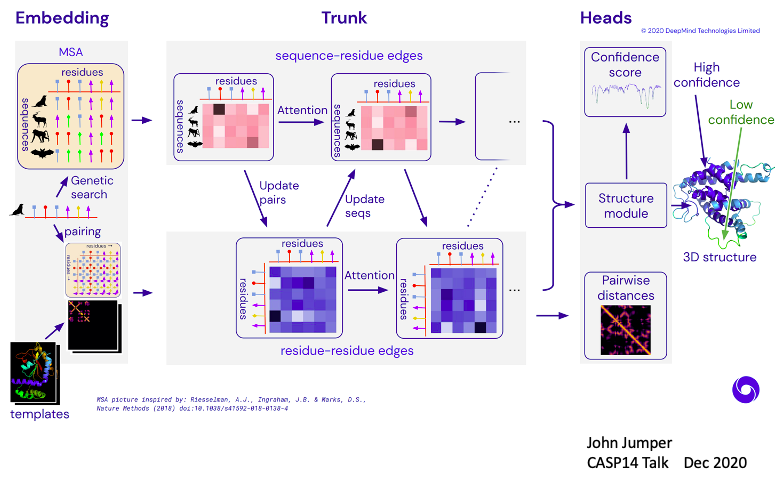 Embedding
Trunk
Heads
© 2020 DeepMind Technologies Limited
MSA
residues
sequences
Genetic
search
pairing
residues →
residues
templates
sequence-residue edges
residues
sequences
Attention
residues
sequences
...
Update
pairs
Update
seqs
residues
residues
Attention
residues
residues
...
residue-residue edges
Confidence
score
High
confidence
Low
confidence
Structure
module
3D structure
Pairwise
distances
MSA picture inspired by: Riesselman, A.J., Ingraham, J.B. & Marks, D.S.,
Nature Methods (2018) doi:10.1038/s41592-018-0138-4
John Jumper
CASP14 Talk Dec 2020